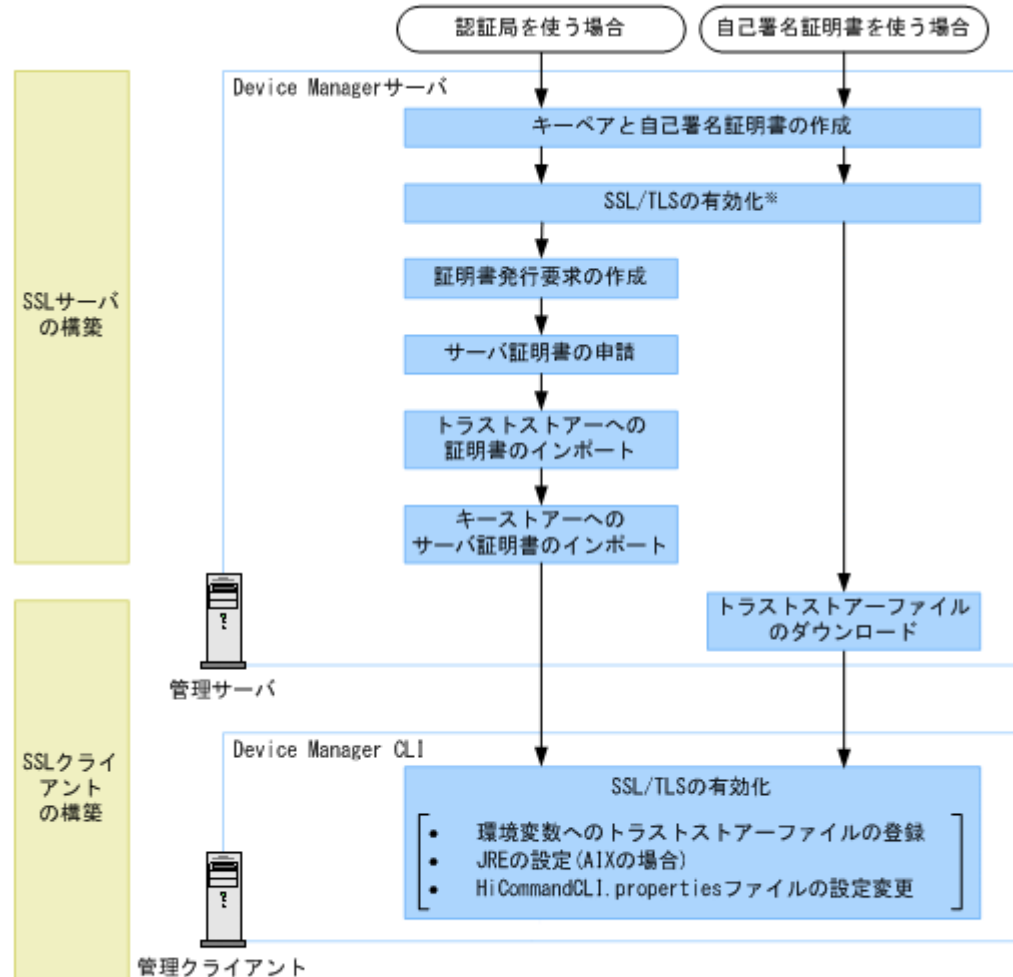 認証局を使う場合
自己署名証明書を使う場合
Device Managerサーバ
キーペアと自己署名証明書の作成
SSL/TLSの有効化※
証明書発行要求の作成
SSLサーバ
の構築
サーバ証明書の申請
トラストストアーへの
証明書のインポート
キーストアーへの
サーバ証明書のインポート
トラストストアーファイル
のダウンロード
管理サーバ
Device Manager CLI
SSLクライ
アント
の構築
SSL/TLSの有効化
• 環境変数へのトラストストアーファイルの登録
• JREの設定(AIXの場合)
• HiCommandCLI.propertiesファイルの設定変更
管理クライアント